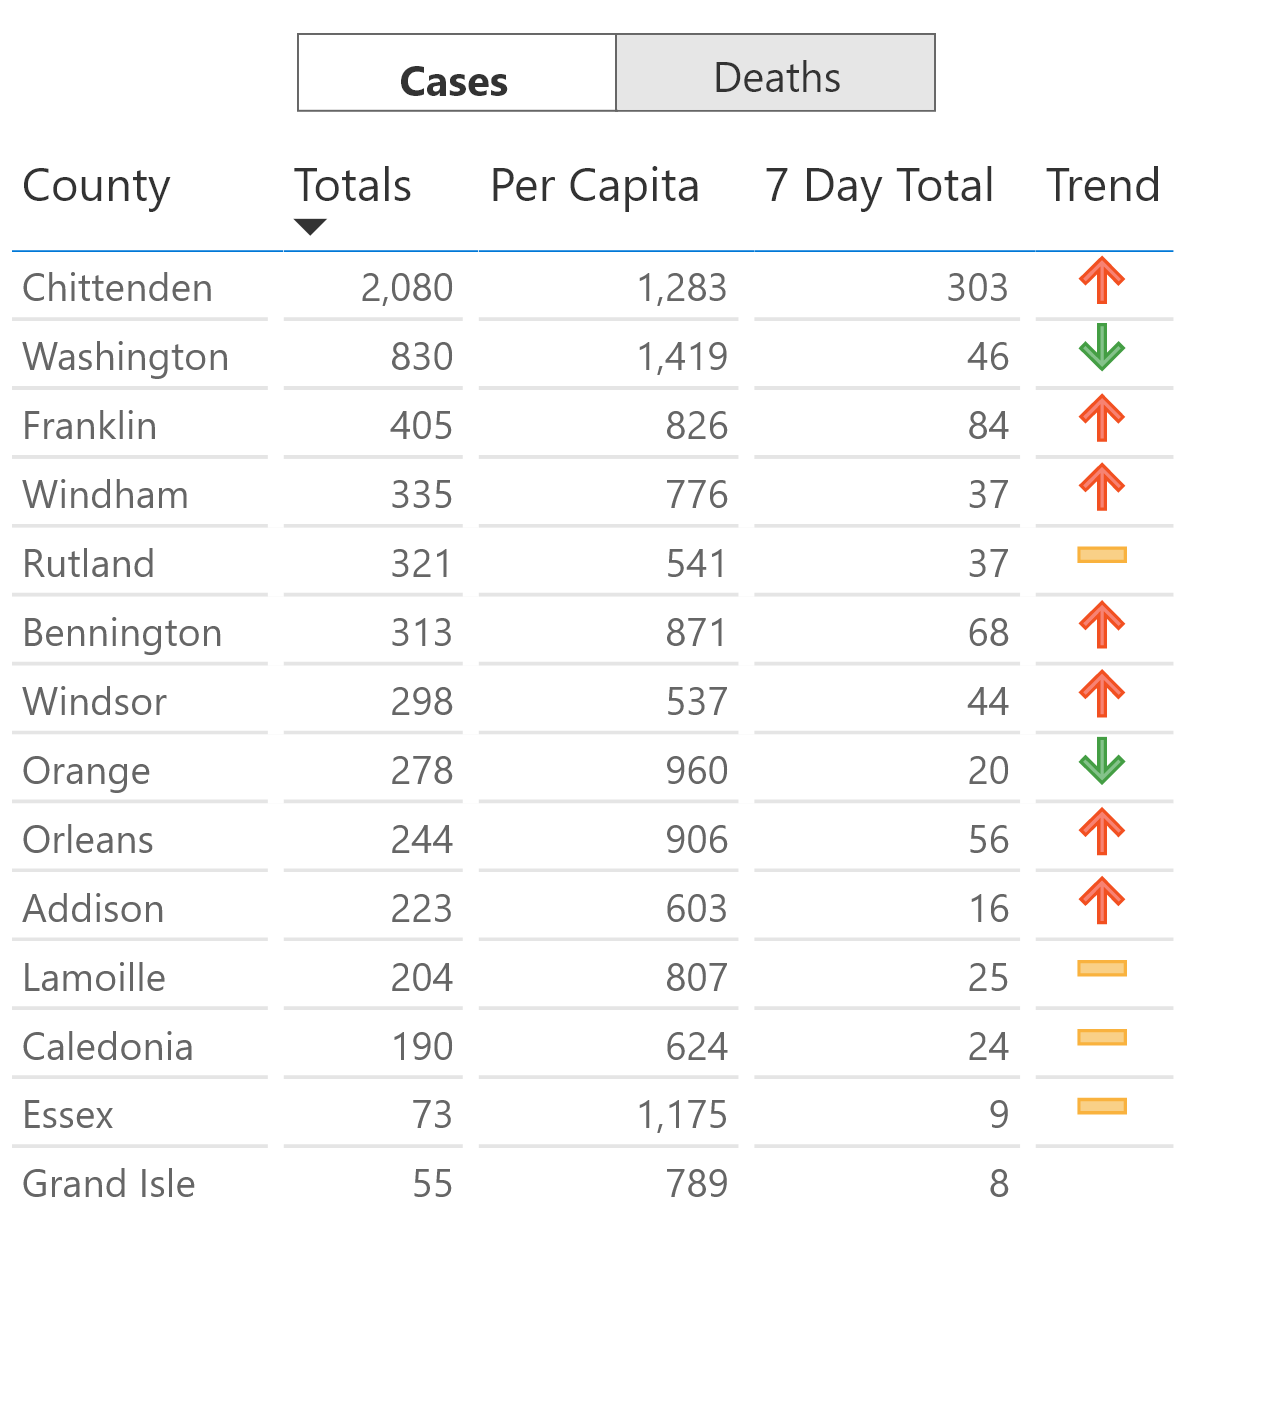 Cases Deaths
County Totals Per Capita 7 Day Total Trend
Chittenden 2,080 1,283 303
Washington 830 1,419 46
Franklin 405 826 84
Windham 335 776 37
Rutland 321 541 37
Bennington 313 871 68
Windsor 298 537 44
Orange 278 960 20
Orleans 244 906 56
Addison 223 603 16
Lamoille 204 807 25
Caledonia 190 624 24
Essex 73 1,175 9
Grand Isle 55 789 8